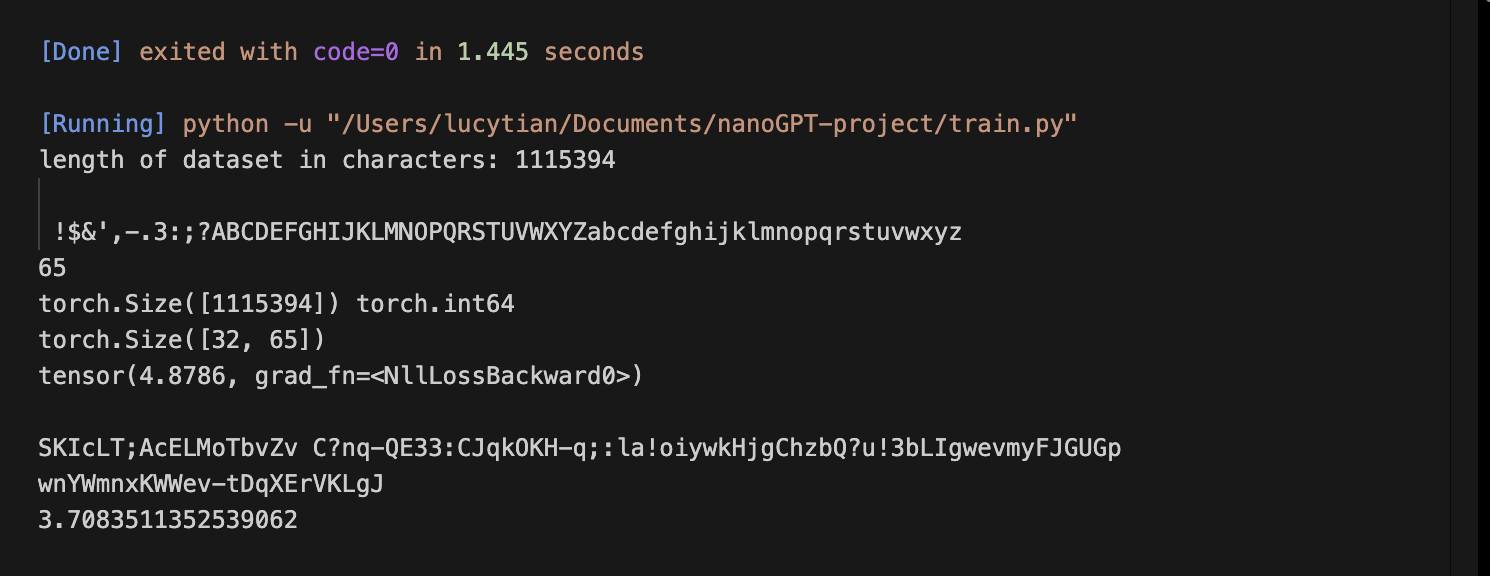 [Done] exited with code=0 in 1.445 seconds
[Running] python -u "/Users/lucytian/Documents/nanoGPT-project/train.py"
length of dataset in characters: 1115394
 !$&',-.3:;?ABCDEFGHIJKLMNOPQRSTUVWXYZabcdefghijklmnopqrstuvwxyz
65
torch.Size([1115394]) torch.int64
torch.Size([32, 65])
tensor(4.8786, grad_fn=<NllLossBackward0>)
SKIcLT;AcELMoTbvZv C?nq-QE33:CJqkOKH-q;:la!oiywkHjgChzbQ?u!3bLIgwevmyFJGUGp
wnYWmnxKWWev-tDqXErVKLgJ
3.7083511352539062